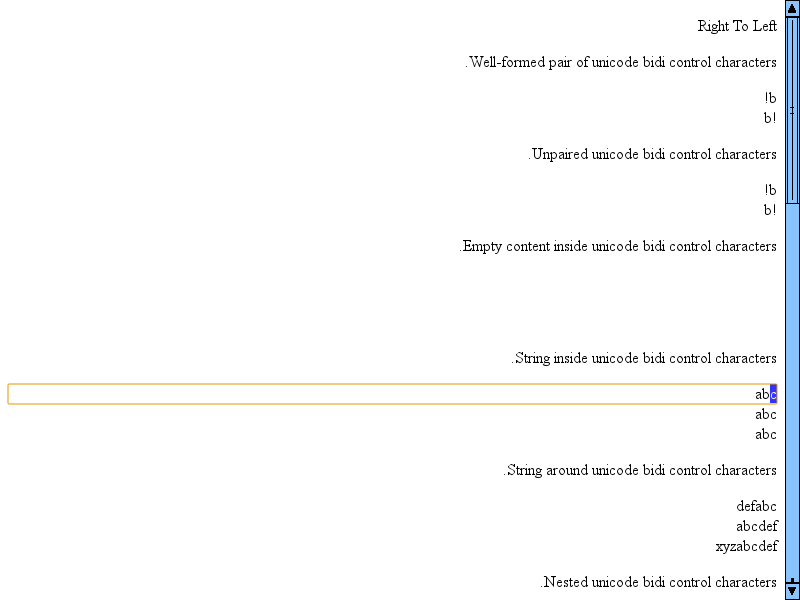 Right To Left
.Well-formed pair of unicode bidi control characters
!b
b!
.Unpaired unicode bidi control characters
!b
b!
.Empty content inside unicode bidi control characters
.String inside unicode bidi control characters
abc
abc
abc
.String around unicode bidi control characters
defabc
abcdef
xyzabcdef
.Nested unicode bidi control characters